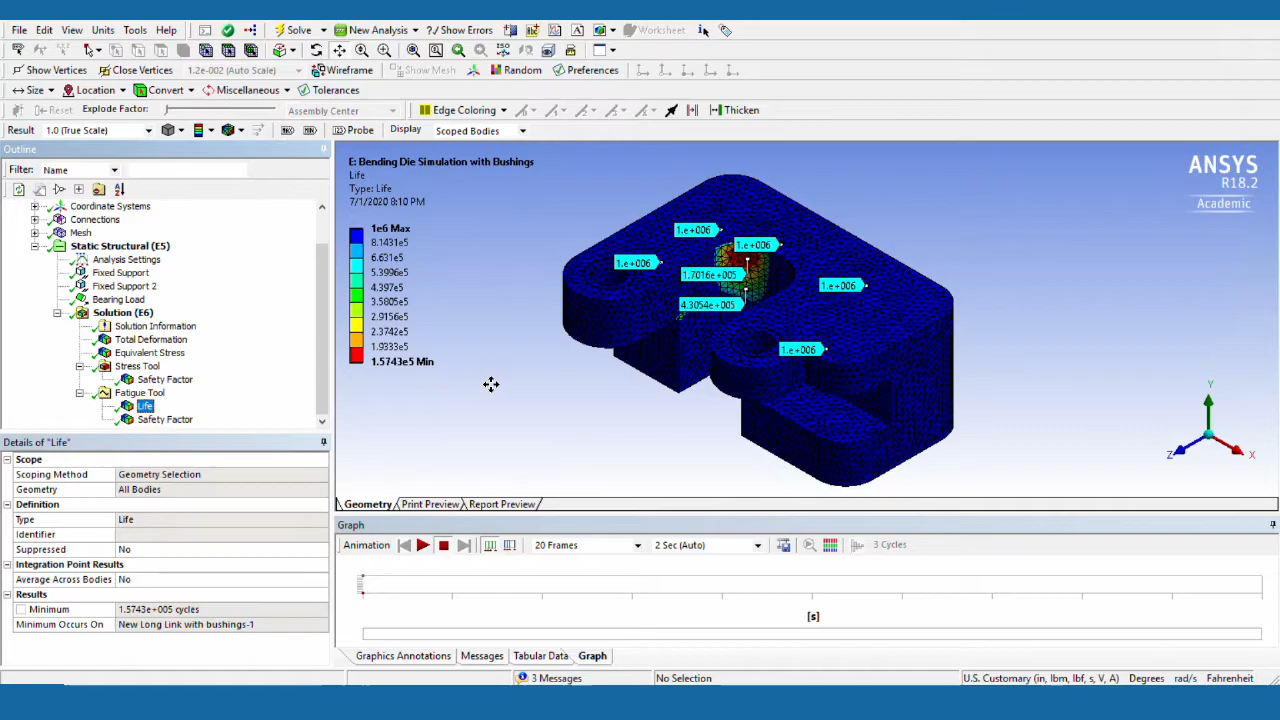 File Edit View Units Tools Help Solve New Analysis ?/ Show Errors A Worksheet
ISO
Show Vertices Close Vertices 1.2e-002 (Auto Scale) Wireframe Show Mesh Random Preferences
Size Location Convert Miscellaneous Tolerances
Reset Explode Factor: Assembly Center Edge Coloring Thicken
Result 1.0 (True Scale) Probe Display Scoped Bodies
Outline
Filter: Name
Coordinate Systems
Connections
Mesh
Static Structural (E5)
Analysis Settings
Fixed Support
Fixed Support 2
Bearing Load
Solution (E6)
Solution Information
Total Deformation
Equivalent Stress
Stress Tool
Safety Factor
Fatigue Tool
Life
Safety Factor
Details of "Life"
Scope
Scoping Method Geometry Selection
Geometry All Bodies
Definition
Type Life
Identifier
Suppressed No
Integration Point Results
Average Across Bodies No
Results
Minimum 1.5743e+005 cycles
Minimum Occurs On New Long Link with bushings-1
E: Bending Die Simulation with Bushings
Life
Type: Life
7/1/2020 8:10 PM
1e6 Max
8.1431e5
6.631e5
5.3996e5
4.397e5
3.5805e5
2.9156e5
2.3742e5
1.9333e5
1.5743e5 Min
1.e+006
1.e+006
1.e+006
1.7016e+005
1.e+006
4.3054e+005
1.e+006
ANSYS
R18.2
Academic
Y
Z
X
Geometry Print Preview Report Preview
Graph
Animation 20 Frames 2 Sec (Auto) 3 Cycles
[s]
Graphics Annotations Messages Tabular Data Graph
3 Messages No Selection U.S. Customary (in, lbm, lbf, s, V, A) Degrees rad/s Fahrenheit